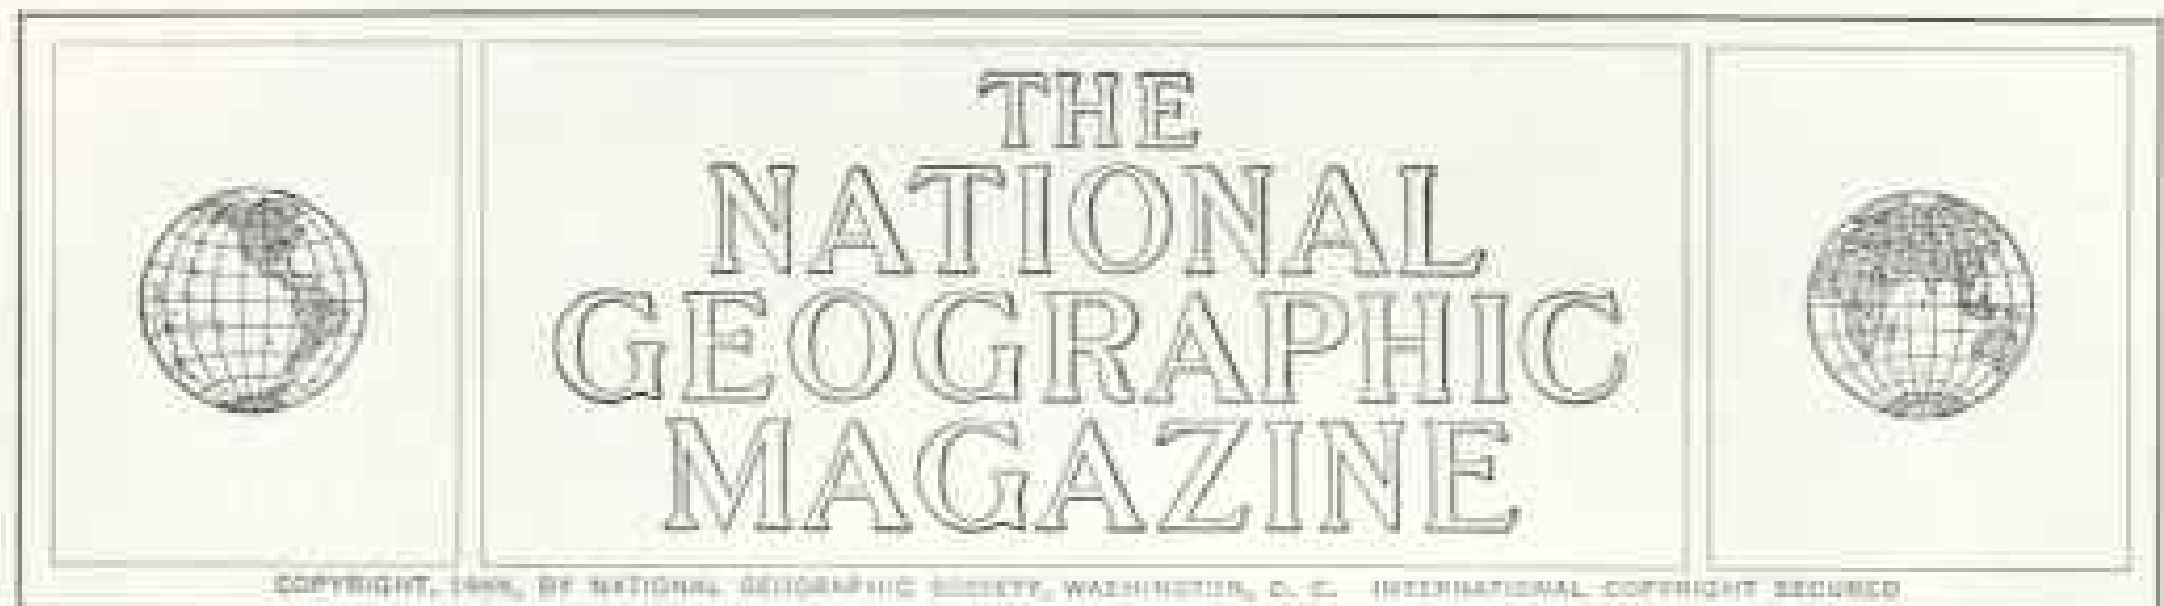 THE
NATIONAL
GEOGRAPHIC
MAGAZINE
COPYRIGHT, BY NATIONAL GEOGRAPHIC SOCIETY, WASHINGTON, D. C. INTERNATIONAL COPYRIGHT SECURED